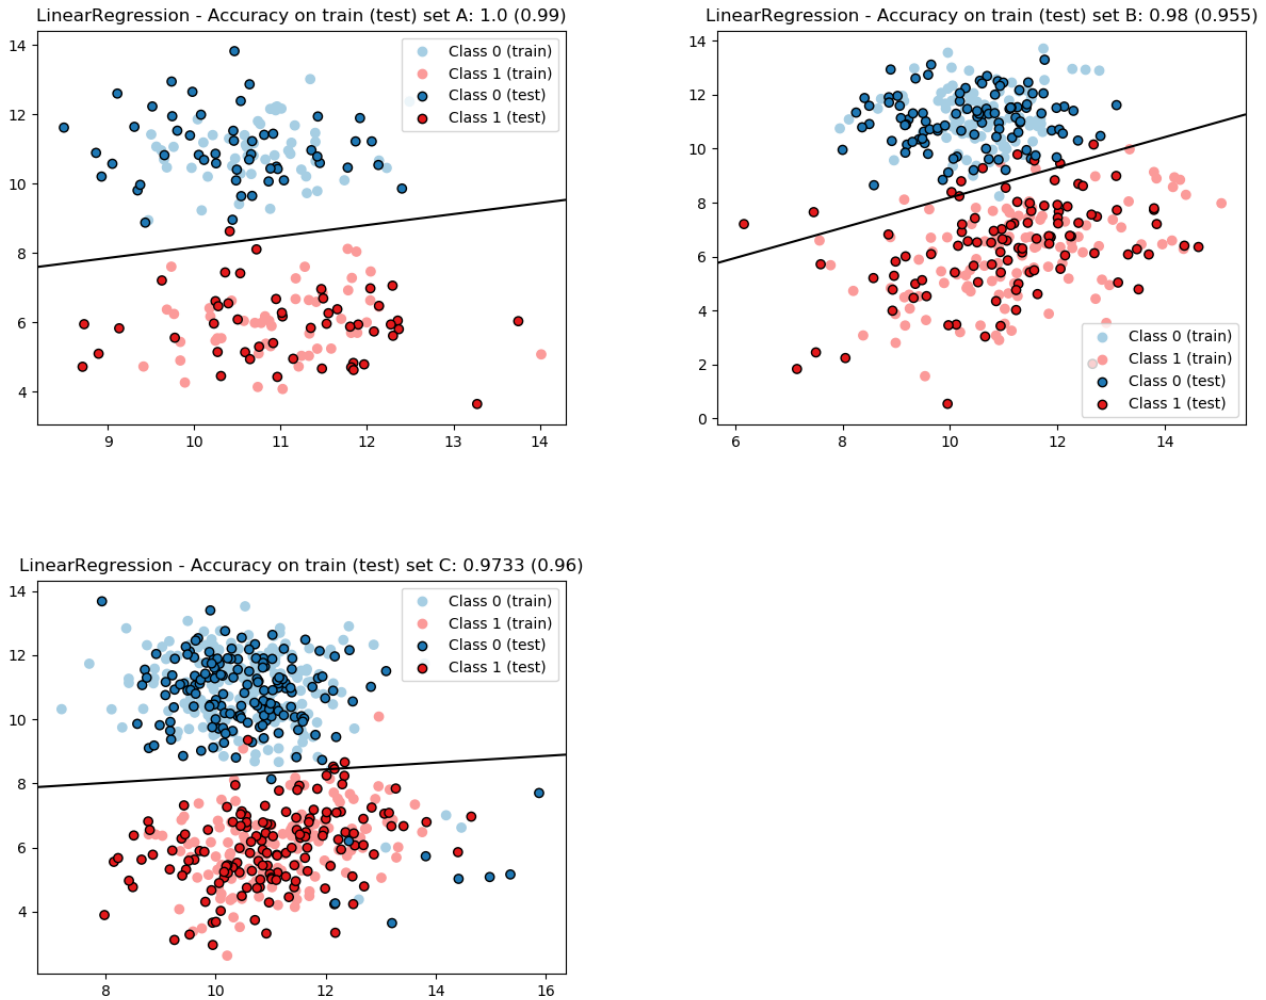 LinearRegression - Accuracy on train (test) set A: 1.0 (0.99)
14
12
10
8
6
4
9
10
11
12
13
14
Class 0 (train)
Class 1 (train)
Class 0 (test)
Class 1 (test)
LinearRegression - Accuracy on train (test) set B: 0.98 (0.955)
14
12
10
8
6
4
2
0
6
8
10
12
14
Class 0 (train)
Class 1 (train)
Class 0 (test)
Class 1 (test)
LinearRegression - Accuracy on train (test) set C: 0.9733 (0.96)
14
12
10
8
6
4
8
10
12
14
16
Class 0 (train)
Class 1 (train)
Class 0 (test)
Class 1 (test)